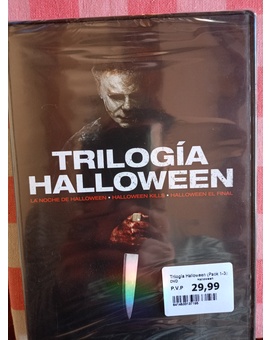 TRILOGÍA
HALLOWEEN
LA NOCHE DE HALLOWEEN • HALLOWEEN KILLS • HALLOWEEN EL FINAL
Trilogía Halloween (Pack 1-3)
DVD Halloween
P.V.P 29,99